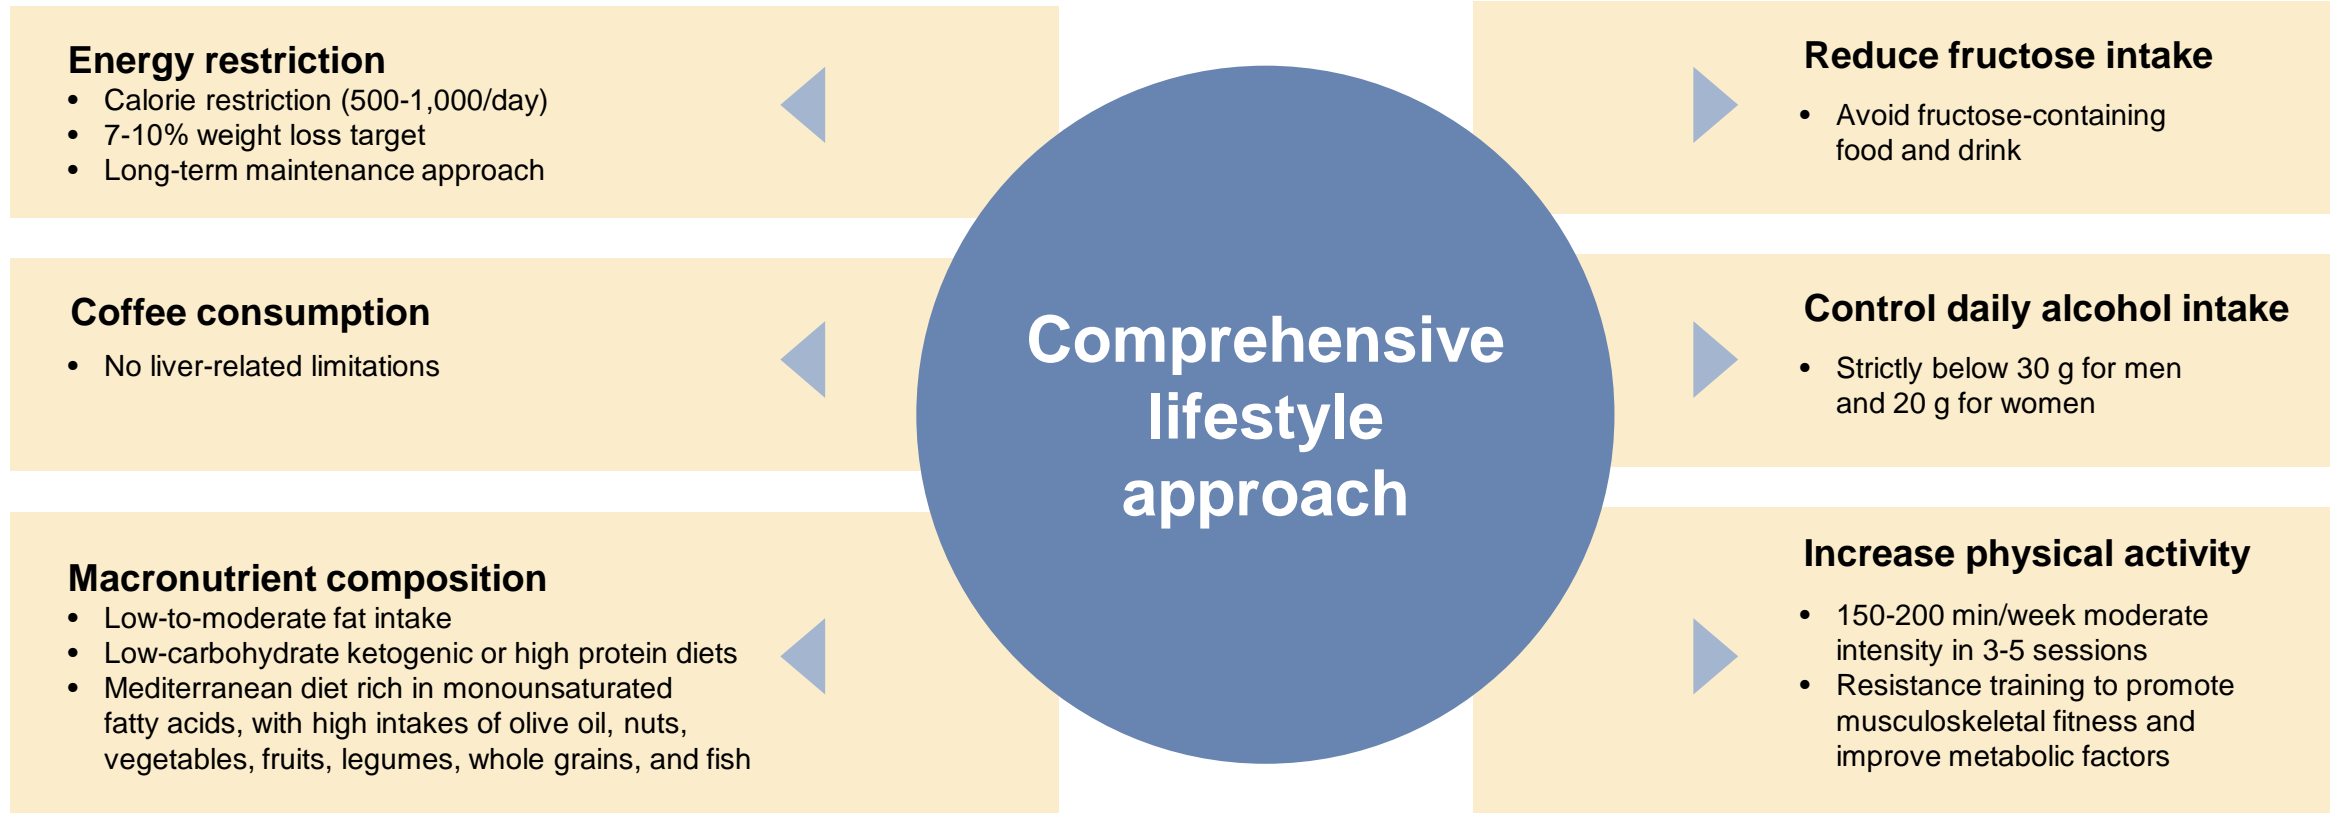 Energy restriction
• Calorie restriction (500-1,000/day)
• 7-10% weight loss target
• Long-term maintenance approach
Coffee consumption
• No liver-related limitations
Macronutrient composition
• Low-to-moderate fat intake
• Low-carbohydrate ketogenic or high protein diets
• Mediterranean diet rich in monounsaturated
fatty acids, with high intakes of olive oil, nuts,
vegetables, fruits, legumes, whole grains, and fish
Comprehensive
lifestyle
approach
Reduce fructose intake
• Avoid fructose-containing
food and drink
Control daily alcohol intake
• Strictly below 30 g for men
and 20 g for women
Increase physical activity
• 150-200 min/week moderate
intensity in 3-5 sessions
• Resistance training to promote
musculoskeletal fitness and
improve metabolic factors